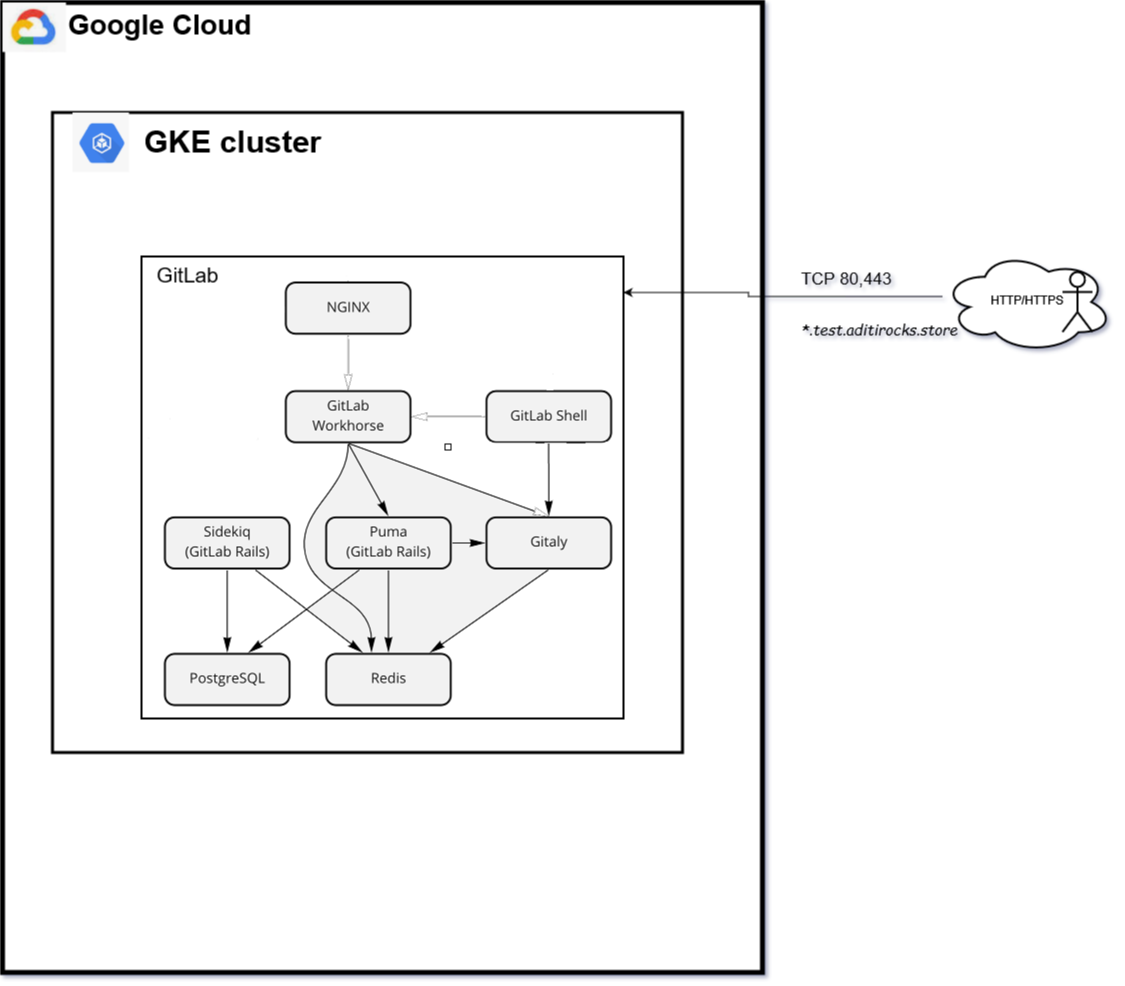 Google Cloud
GKE cluster
GitLab
NGINX
TCP 80,443
HTTP/HTTPS
*.test.aditirocks.store
GitLab
Workhorse
GitLab Shell
Sidekiq
(GitLab Rails)
Puma
(GitLab Rails)
Gitaly
PostgreSQL
Redis